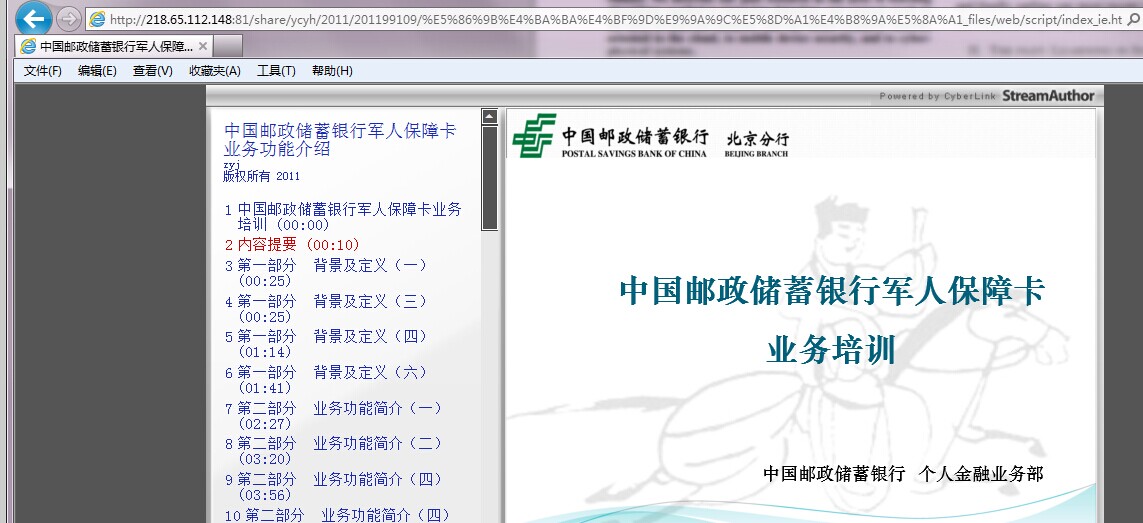 http://218.65.112.148:81/share/ycyh/2011/201199109/%E5%86%9B%E4%BA%BA%E4%BF%9D%E9%9A%9C%E5%8D%A1%E4%B8%9A%E5%8A%A1_files/web/script/index_ie.ht
中国邮政储蓄银行军人保障...
文件(F) 编辑(E) 查看(V) 收藏夹(A) 工具(T) 帮助(H)
Powered by CyberLink StreamAuthor
中国邮政储蓄银行军人保障卡
业务功能介绍
zyj
版权所有 2011
1 中国邮政储蓄银行军人保障卡业务
培训 (00:00)
2 内容提要 (00:10)
3 第一部分 背景及定义（一）
(00:25)
4 第一部分 背景及定义（三）
(00:25)
5 第一部分 背景及定义（四）
(01:14)
6 第一部分 背景及定义（六）
(01:41)
7 第二部分 业务功能简介（一）
(02:27)
8 第二部分 业务功能简介（二）
(03:20)
9 第二部分 业务功能简介（四）
(03:56)
10 第二部分 业务功能简介（四）
中国邮政储蓄银行 北京分行
POSTAL SAVINGS BANK OF CHINA BEIJING BRANCH
中国邮政储蓄银行军人保障卡
业务培训
中国邮政储蓄银行 个人金融业务部